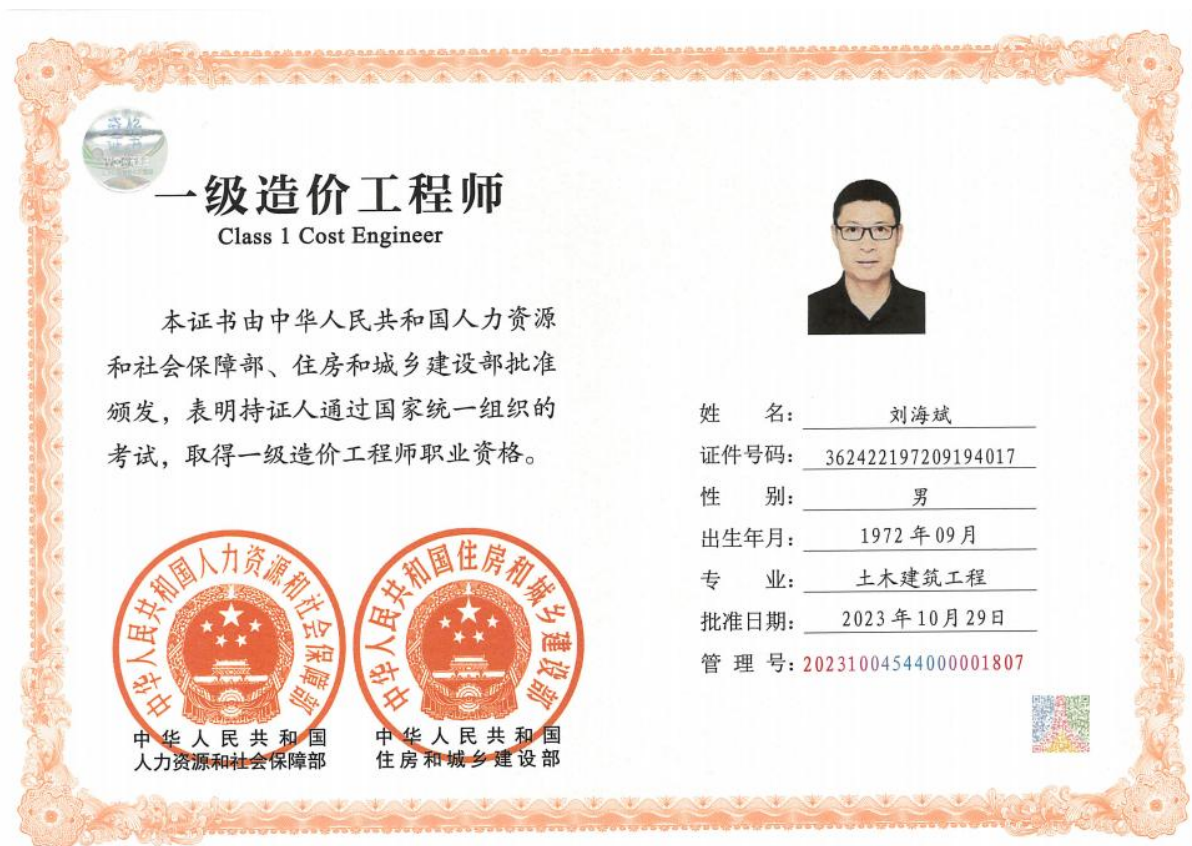 一级造价工程师
Class 1 Cost Engineer
本证书由中华人民共和国人力资源
和社会保障部、住房和城乡建设部批准
颁发，表明持证人通过国家统一组织的
考试，取得一级造价工程师职业资格。
中华人民共和国人力资源和社会保障部
中华人民共和国
人力资源和社会保障部
中华人民共和国住房和城乡建设部
中华人民共和国
住房和城乡建设部
姓 名：刘海斌
证件号码：362422197209194017
性 别：男
出生年月：1972年09月
专 业：土木建筑工程
批准日期：2023年10月29日
管 理 号：20231004544000001807